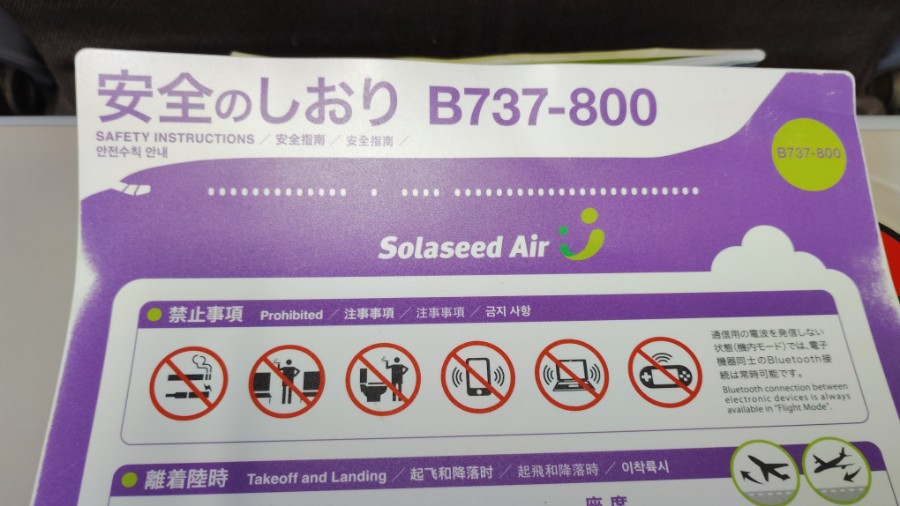 安全のしおり B737-800
SAFETY INSTRUCTIONS ／ 安全指南 ／ 安全指南 ／
안전수칙 안내
B737-800
Solaseed Air
禁止事項 Prohibited ／ 注事事項 ／ 注事事項 ／ 금지 사항
通信用の電波を発信しない
状態(機内モード)では、電子
機器同士のBluetooth接
続は常時可能です。
Bluetooth connection between
electronic devices is always
available in "Flight Mode".
離着陸時 Takeoff and Landing ／ 起飞和降落时 ／ 起飛和降落時 ／ 이착륙시
座席